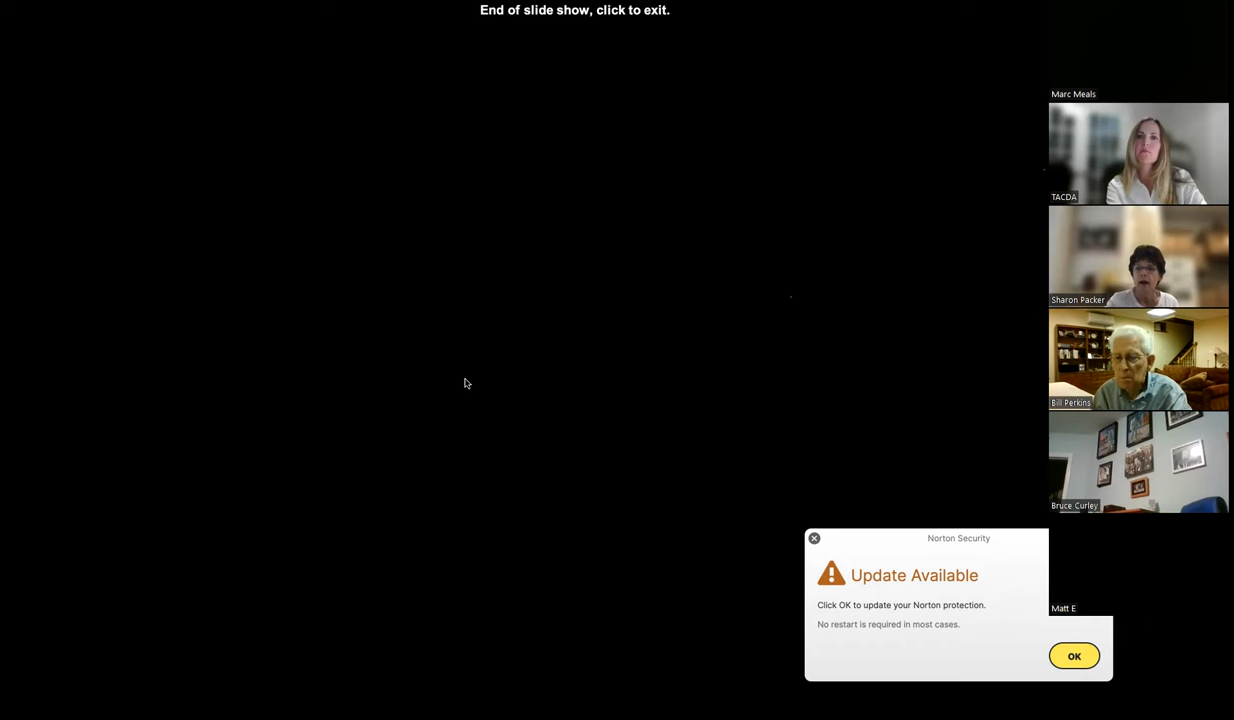 End of slide show, click to exit.
Marc Meals
TACDA
Sharon Packer
Bill Perkins
Bruce Curley
Norton Security
Update Available
Click OK to update your Norton protection.
No restart is required in most cases.
Matt E
OK